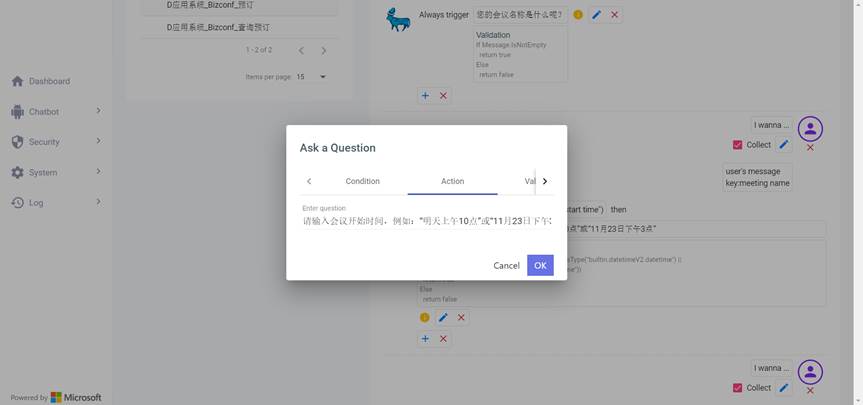 D应用系统_Bizconf_预订
D应用系统_Bizconf_查询预订
1 - 2 of 2
Items per page: 15
Dashboard
Chatbot
Security
System
Log
Powered by Microsoft
Always trigger
您的会议名称是什么呢?
Validation
If Message.IsNotEmpty
return true
Else
return false
I wanna ...
Collect
user's message
key:meeting name
start time") then
0点"或"11月23日下午3点"
sType("builtin.datetimeV2.datetime") ||
Else
return false
I wanna ...
Collect
Ask a Question
Condition
Action
Enter question
请输入会议开始时间，例如："明天上午10点"或"11月23日下午
Cancel
OK